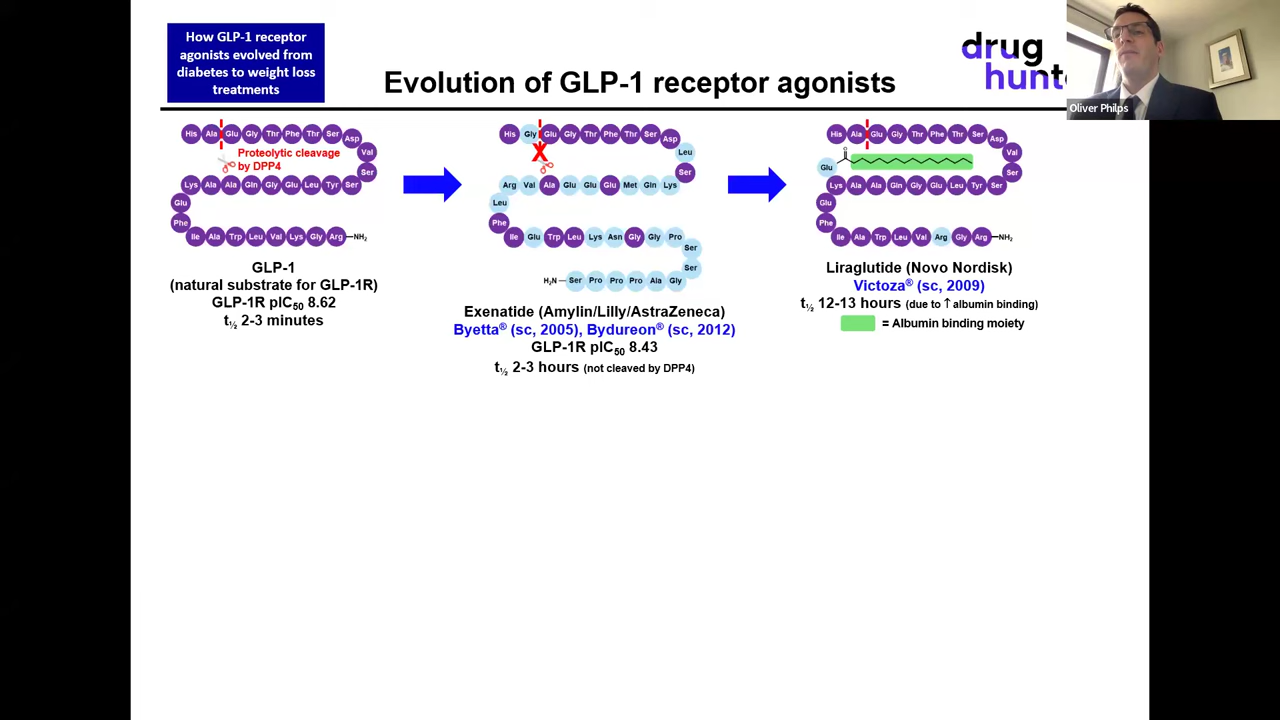 How GLP-1 receptor
agonists evolved from
diabetes to weight loss
treatments
Evolution of GLP-1 receptor agonists
drug
hunte
Oliver Philps
His Ala Glu Gly Thr Phe Thr Ser Asp
Val
Ser
Proteolytic cleavage
by DPP4
Lys Ala Ala Gln Gly Glu Leu Tyr Ser
Glu
Phe
Ile Ala Trp Leu Val Lys Gly Arg NH2
GLP-1
(natural substrate for GLP-1R)
GLP-1R pIC50 8.62
t½ 2-3 minutes
His Gly Glu Gly Thr Phe Thr Ser Asp
Leu
Ser
X
Arg Val Ala Glu Glu Glu Met Gln Lys
Leu
Phe
Ile Glu Trp Leu Lys Asn Gly Gly Pro
Ser
Ser
H2N Ser Pro Pro Pro Ala Gly
Exenatide (Amylin/Lilly/AstraZeneca)
Byetta® (sc, 2005), Bydureon® (sc, 2012)
GLP-1R pIC50 8.43
t½ 2-3 hours (not cleaved by DPP4)
His Ala Glu Gly Thr Phe Thr Ser Asp
Val
Ser
O
Glu
Lys Ala Ala Gln Gly Glu Leu Tyr Ser
Glu
Phe
Ile Ala Trp Leu Val Arg Gly Arg NH2
Liraglutide (Novo Nordisk)
Victoza® (sc, 2009)
t½ 12-13 hours (due to ↑ albumin binding)
= Albumin binding moiety